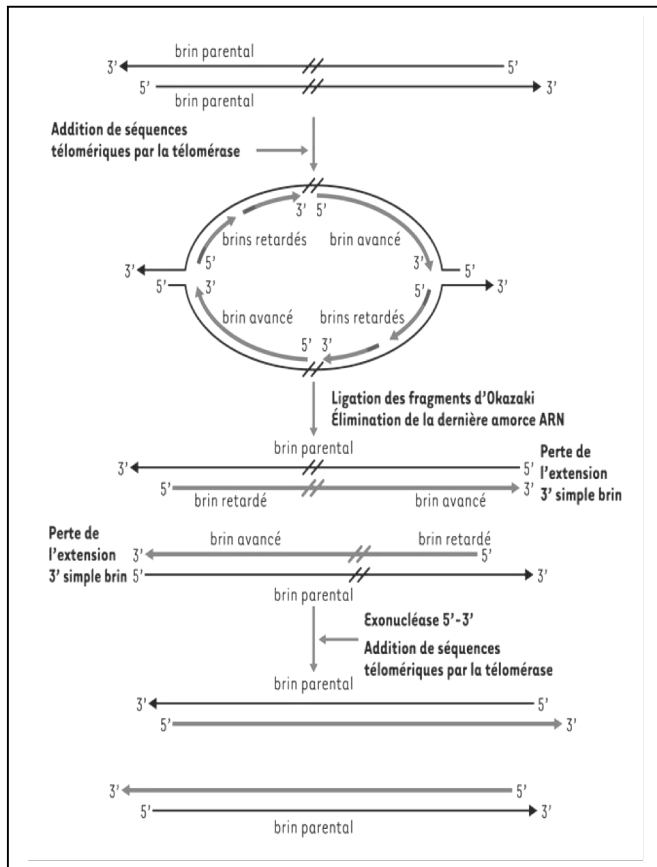 brin parental
3' 5'
5' 3'
brin parental
Addition de séquences
télomériques par la télomérase
3' 5'
brins retardés brin avancé
5' 3'
3' 5'
5' 3' 5' 3'
brin avancé brins retardés
5' 3'
Ligation des fragments d'Okazaki
Élimination de la dernière amorce ARN
brin parental
3' 5'
5' 3'
brin retardé brin avancé
Perte de
l'extension
3' simple brin
Perte de
l'extension
3' simple brin
brin avancé brin retardé
3' 5'
5' 3'
brin parental
Exonucléase 5'-3'
Addition de séquences
télomériques par la télomérase
brin parental
3' 5'
5' 3'
3' 5'
5' 3'
brin parental